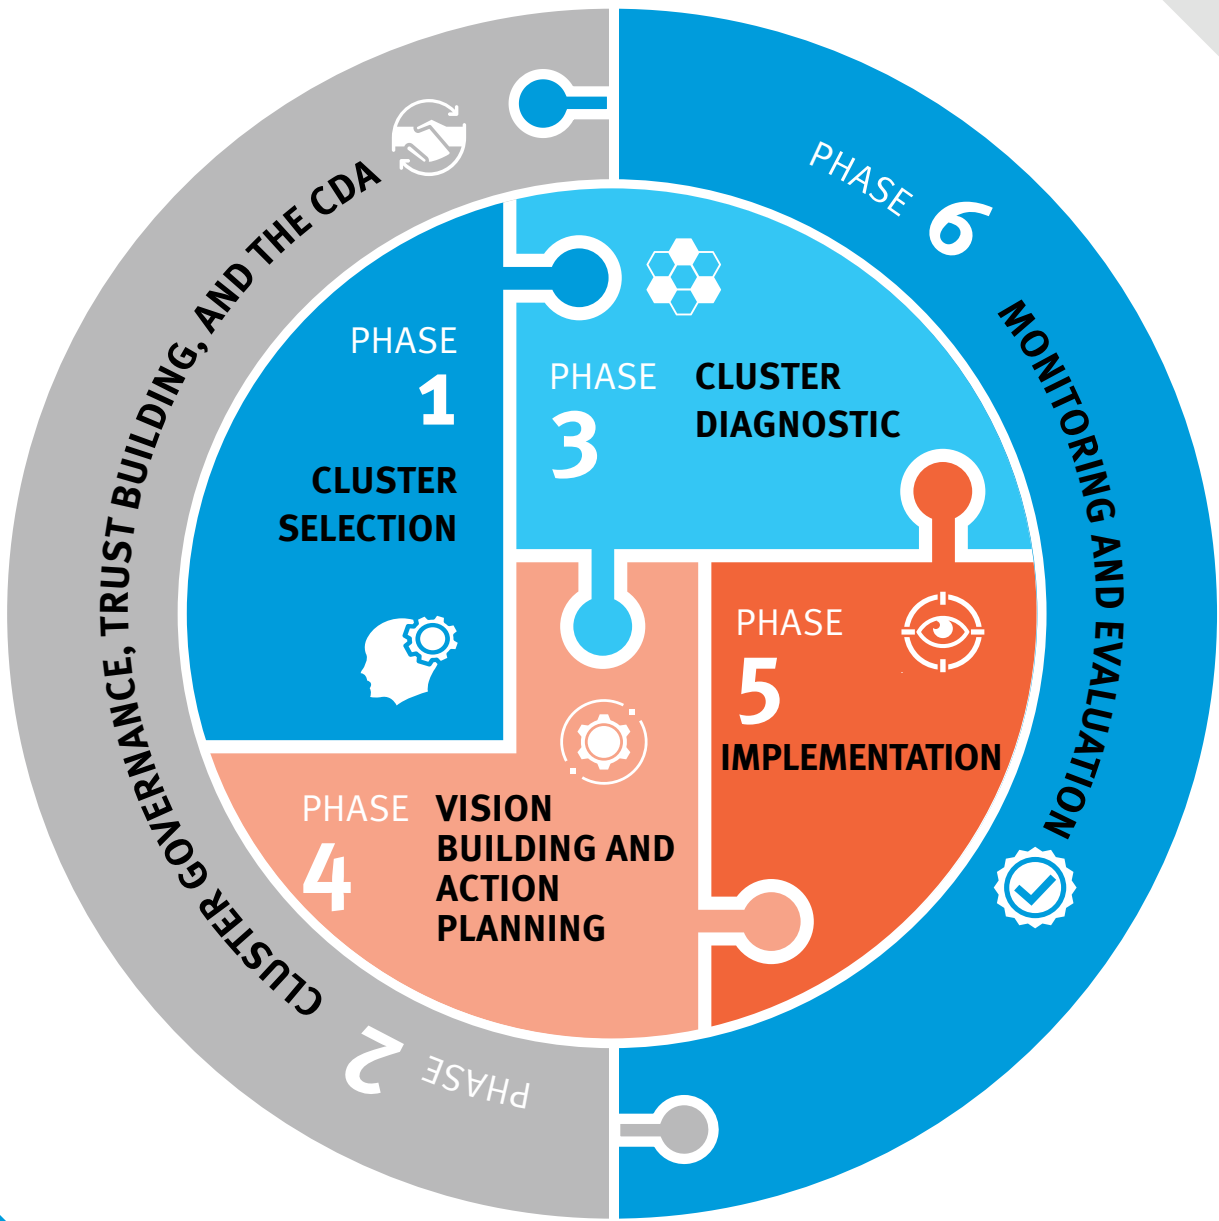 PHASE
1
CLUSTER
SELECTION
PHASE 2
CLUSTER GOVERNANCE, TRUST BUILDING, AND THE CDA
PHASE
3
CLUSTER
DIAGNOSTIC
PHASE
4
VISION
BUILDING AND
ACTION
PLANNING
PHASE
5
IMPLEMENTATION
PHASE 6
MONITORING AND EVALUATION